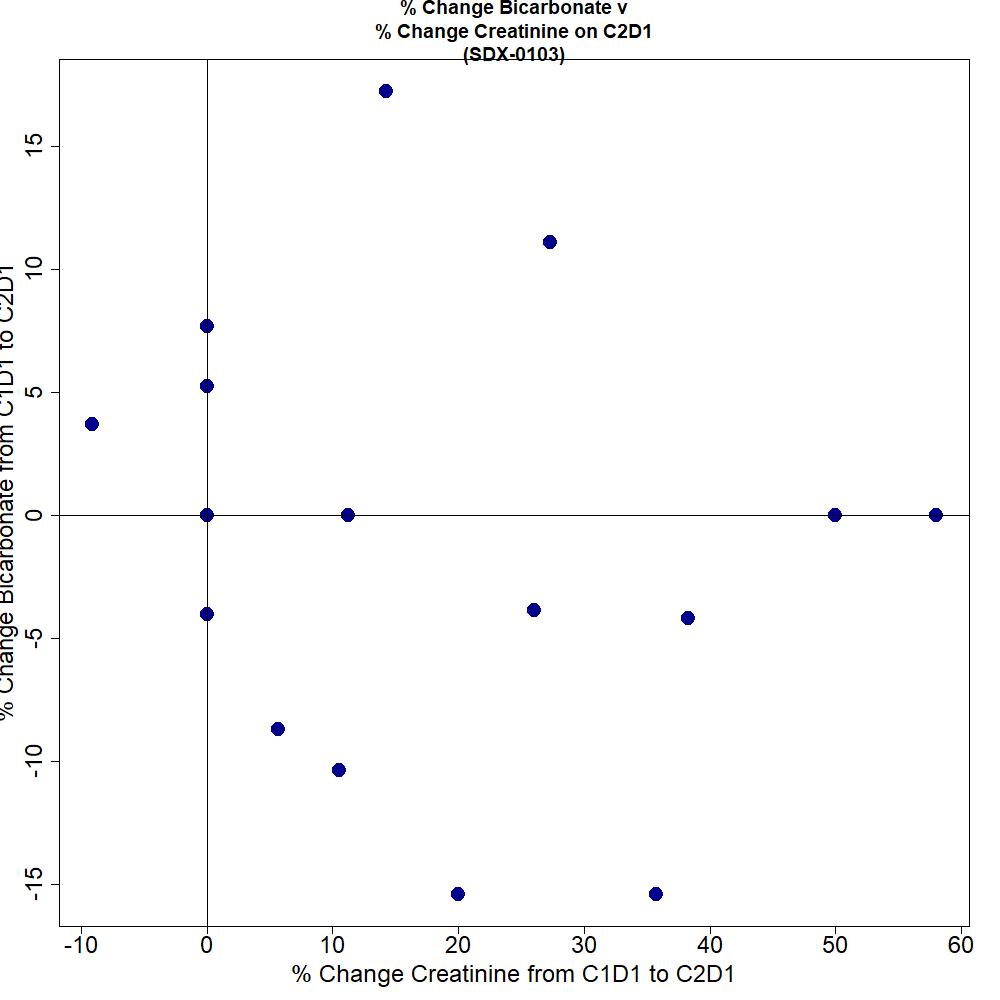 % Change Bicarbonate v
% Change Creatinine on C2D1
(SDX-0103)
% Change Bicarbonate from C1D1 to C2D1
15
10
5
0
-5
-10
-15
-10 0 10 20 30 40 50 60
% Change Creatinine from C1D1 to C2D1